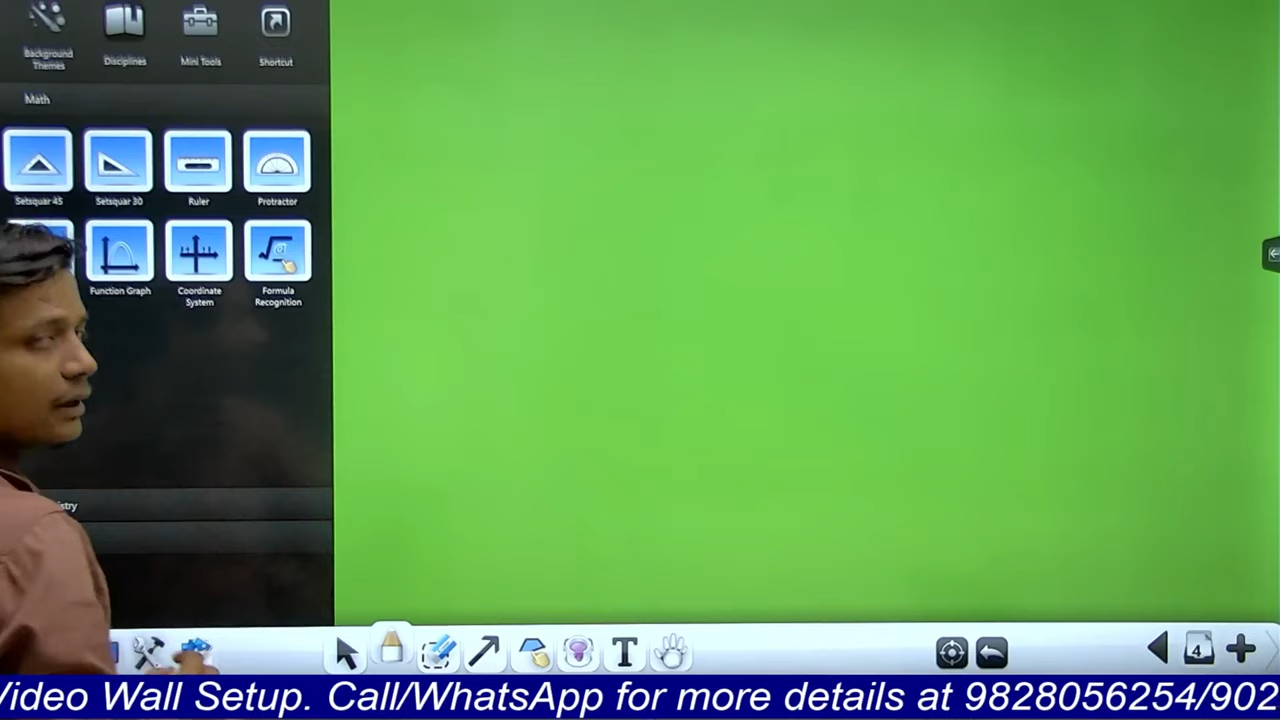 Background Themes
Disciplines
Mini Tools
Shortcut
Math
Setsquar 45
Setsquar 30
Ruler
Protractor
Function Graph
Coordinate System
Formula Recognition
istry
T
4
Video Wall Setup. Call/WhatsApp for more details at 9828056254/902